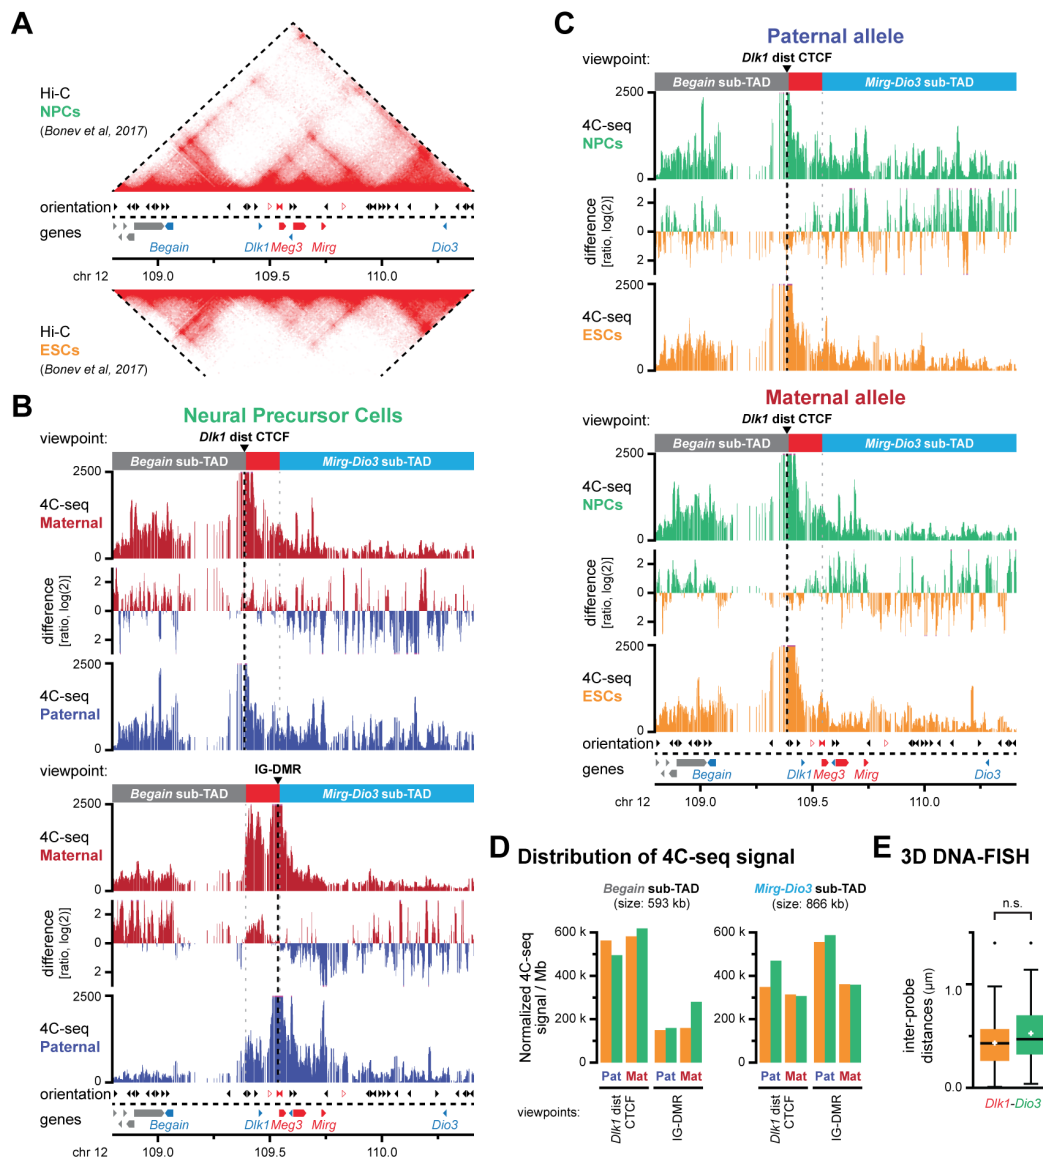 A
Hi-C
NPCs
(Bonev et al, 2017)
orientation
genes
Begain
Dlk1
Meg3
Mirg
Dio3
chr 12
109.0
109.5
110.0
Hi-C
ESCs
(Bonev et al, 2017)
B
Neural Precursor Cells
viewpoint:
Dlk1 dist CTCF
Begain sub-TAD
Mirg-Dio3 sub-TAD
2500
4C-seq
Maternal
0
difference
[ratio, log(2)]
2
0
2
2500
4C-seq
Paternal
0
IG-DMR
Begain sub-TAD
Mirg-Dio3 sub-TAD
2500
4C-seq
Maternal
0
difference
[ratio, log(2)]
2
0
2
2500
4C-seq
Paternal
0
orientation
genes
Begain
Dlk1
Meg3
Mirg
Dio3
chr 12
109.0
109.5
110.0
C
Paternal allele
viewpoint:
Dlk1 dist CTCF
Begain sub-TAD
Mirg-Dio3 sub-TAD
2500
4C-seq
NPCs
0
difference
[ratio, log(2)]
2
0
2
2500
4C-seq
ESCs
0
Maternal allele
viewpoint:
Dlk1 dist CTCF
Begain sub-TAD
Mirg-Dio3 sub-TAD
2500
4C-seq
NPCs
0
difference
[ratio, log(2)]
2
0
2
2500
4C-seq
ESCs
0
orientation
genes
Begain
Dlk1
Meg3
Mirg
Dio3
chr 12
109.0
109.5
110.0
D Distribution of 4C-seq signal
Begain sub-TAD
(size: 593 kb)
Mirg-Dio3 sub-TAD
(size: 866 kb)
Normalized 4C-seq
signal / Mb
600 k
400 k
200 k
0
600 k
400 k
200 k
0
Pat Mat Pat Mat
Pat Mat Pat Mat
viewpoints:
Dlk1 dist
CTCF
IG-DMR
Dlk1 dist
CTCF
IG-DMR
E 3D DNA-FISH
n.s.
inter-probe
distances (µm)
1.0
0.0
Dlk1-Dio3